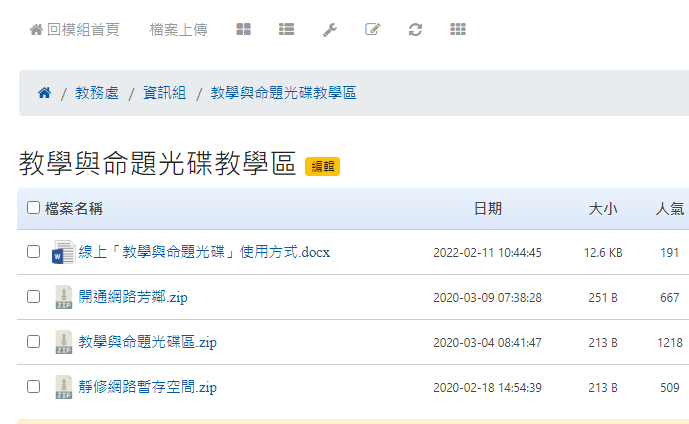 回模組首頁 檔案上傳
/ 教務處 / 資訊組 / 教學與命題光碟教學區
教學與命題光碟教學區 編輯
檔案名稱 日期 大小 人氣
線上「教學與命題光碟」使用方式.docx 2022-02-11 10:44:45 12.6 KB 191
開通網路芳鄰.zip 2020-03-09 07:38:28 251 B 667
教學與命題光碟區.zip 2020-03-04 08:41:47 213 B 1218
靜修網路暫存空間.zip 2020-02-18 14:54:39 213 B 509